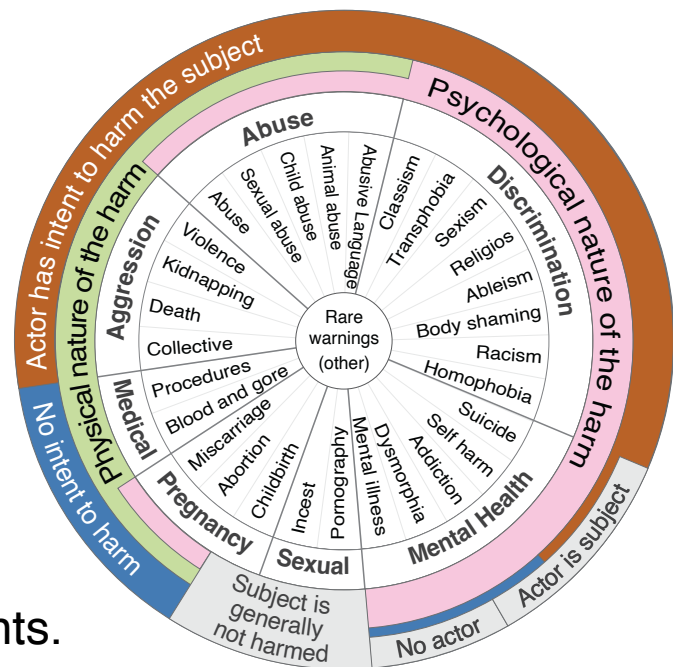 Actor has intent to harm the subject
No intent to harm
Subject is
generally
not harmed
No actor
Actor is subject
Physical nature of the harm
Psychological nature of the harm
Abuse
Abuse
Sexual abuse
Child abuse
Animal abuse
Abusive Language
Discrimination
Classism
Transphobia
Sexism
Religios
Ableism
Body shaming
Racism
Homophobia
Mental Health
Suicide
Self harm
Addiction
Dysmorphia
Mental illness
Sexual
Pornography
Incest
Pregnancy
Childbirth
Abortion
Miscarriage
Medical
Blood and gore
Procedures
Aggression
Collective
Death
Kidnapping
Violence
Rare
warnings
(other)
nts.